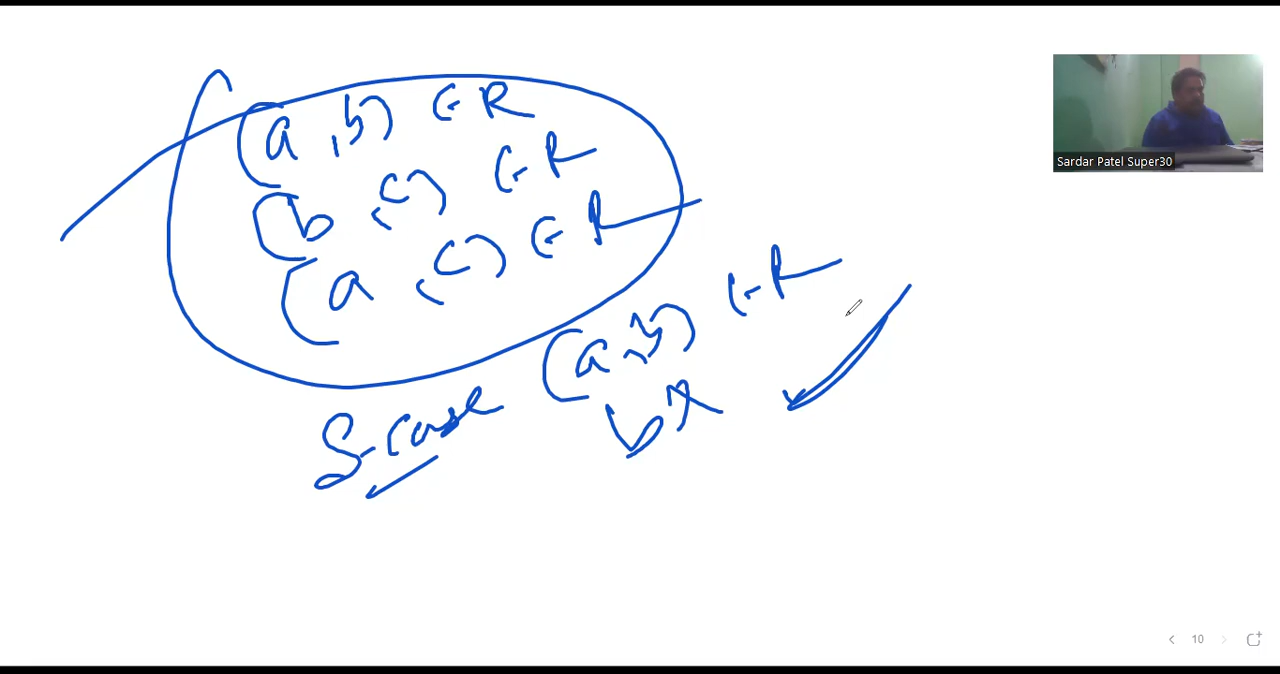 (a, b) ∈ R
(b, c) ∈ R
(a, c) ∈ R
S-case (a, b) ∈ R
b
Sardar Patel Super30
10